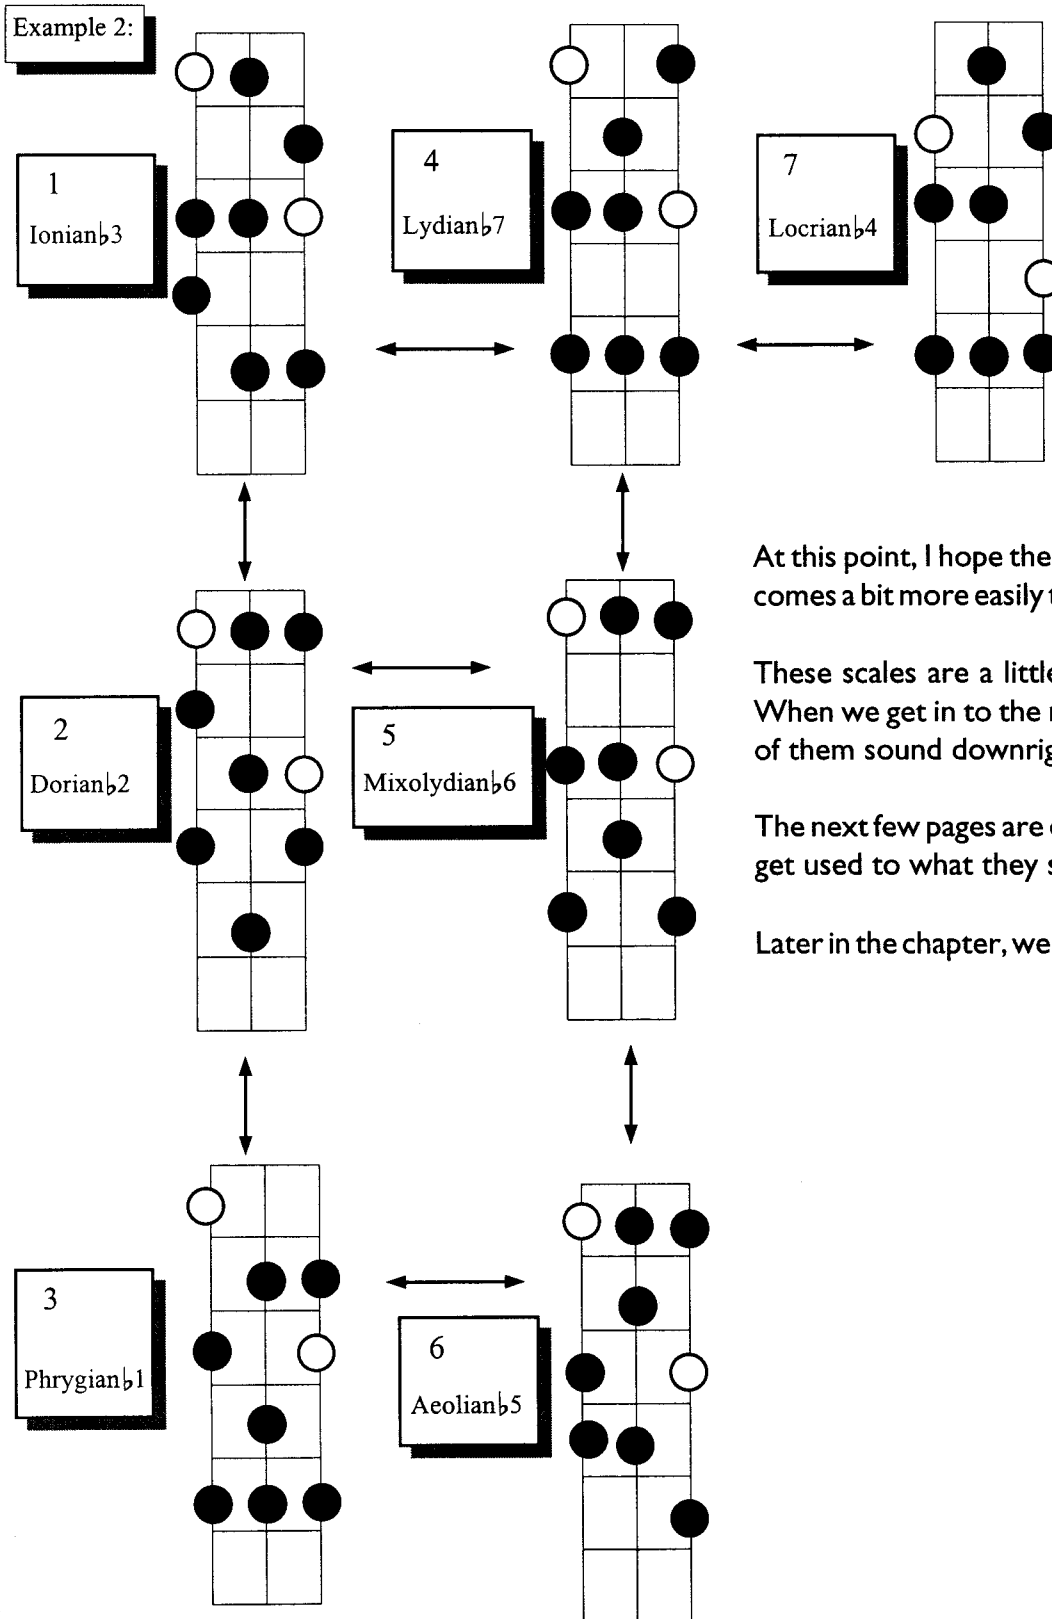 Example 2:
1
Ionian♭3
4
Lydian♭7
7
Locrian♭4
At this point, I hope the
comes a bit more easily
These scales are a little
When we get in to the
of them sound
The next few pages are
get used to what they
Later in the chapter, we
2
Dorian♭2
5
Mixolydian♭6
3
Phrygian♭1
6
Aeolian♭5